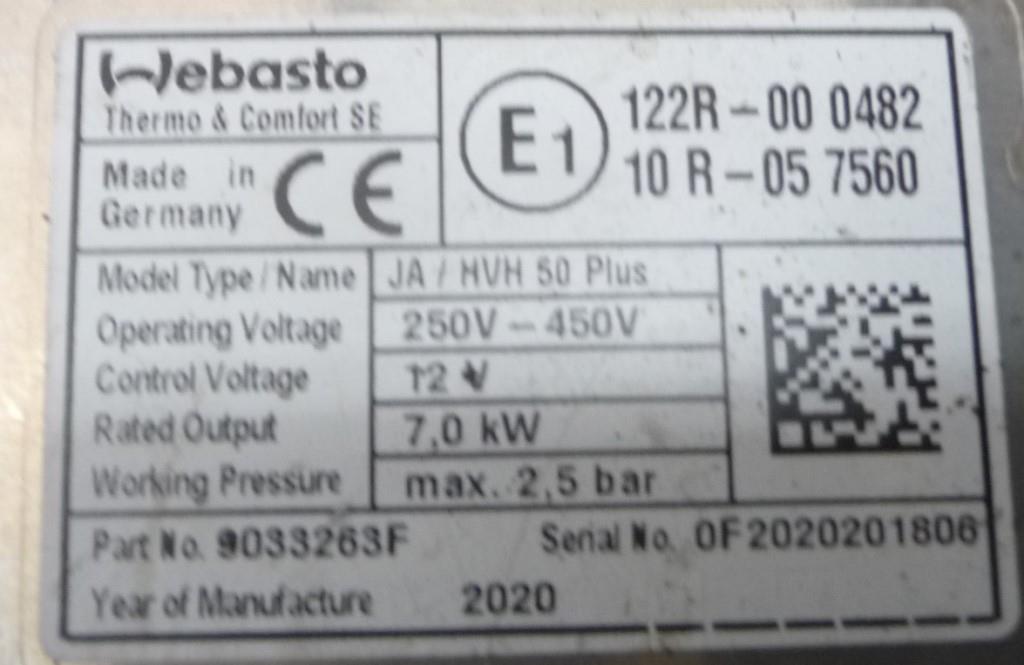 Webasto
Thermo & Comfort SE
Made in
Germany
CE
E1
122R-00 0482
10 R-05 7560
Model Type / Name JA / HVH 50 Plus
Operating Voltage 250V - 450V
Control Voltage 12 V
Rated Output 7,0 kW
Working Pressure max. 2,5 bar
Part No. 9033263F Serial No. 0F2020201806
Year of Manufacture 2020